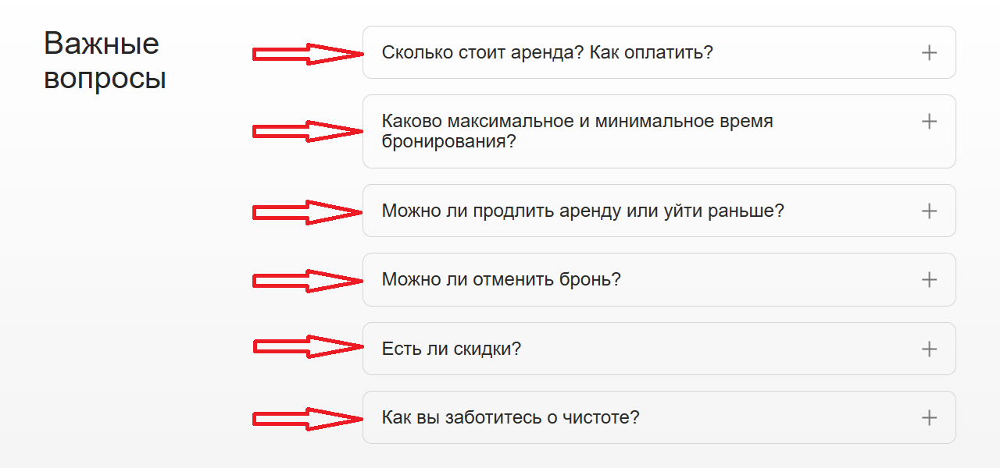 Важные
вопросы
Сколько стоит аренда? Как оплатить?
Каково максимальное и минимальное время
бронирования?
Можно ли продлить аренду или уйти раньше?
Можно ли отменить бронь?
Есть ли скидки?
Как вы заботитесь о чистоте?